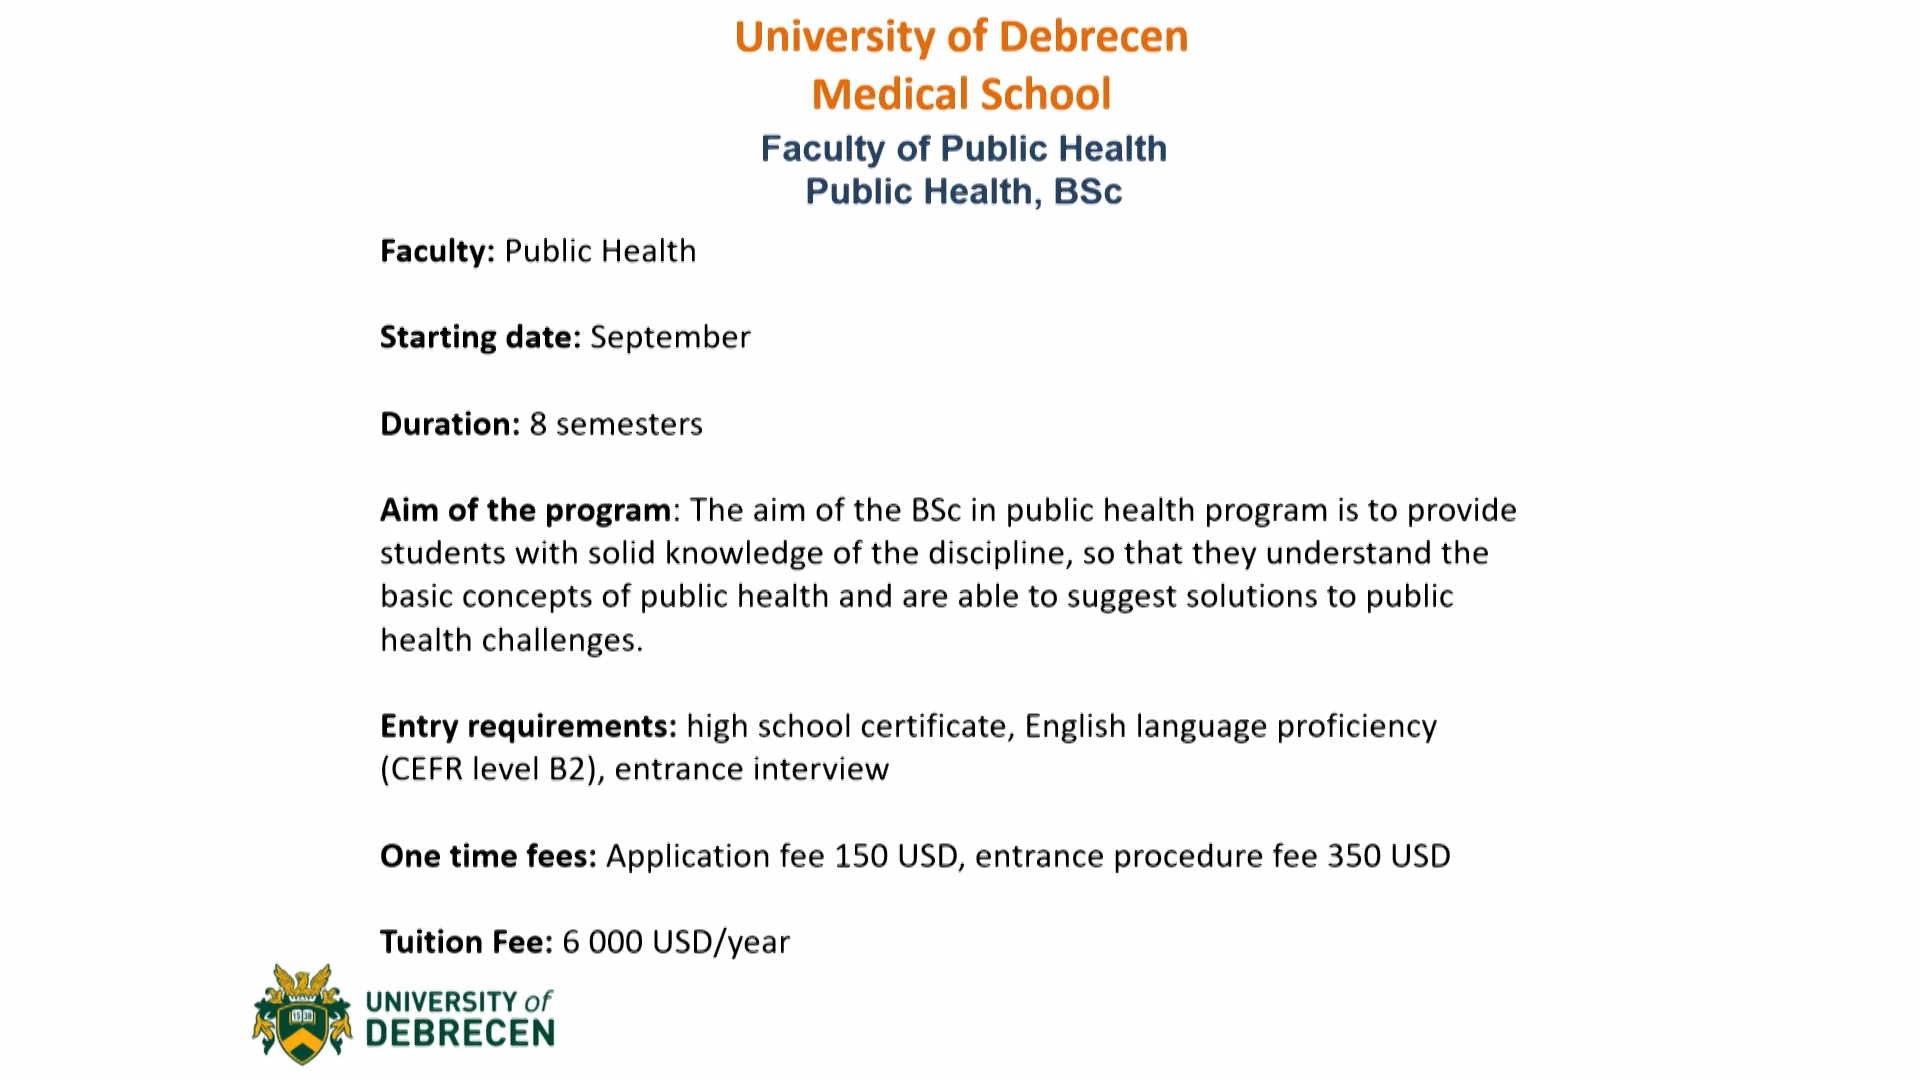 University of Debrecen
Medical School
Faculty of Public Health
Public Health, BSc
Faculty: Public Health
Starting date: September
Duration: 8 semesters
Aim of the program: The aim of the BSc in public health program is to provide
students with solid knowledge of the discipline, so that they understand the
basic concepts of public health and are able to suggest solutions to public
health challenges.
Entry requirements: high school certificate, English language proficiency
(CEFR level B2), entrance interview
One time fees: Application fee 150 USD, entrance procedure fee 350 USD
Tuition Fee: 6 000 USD/year
15 38
UNIVERSITY of
DEBRECEN